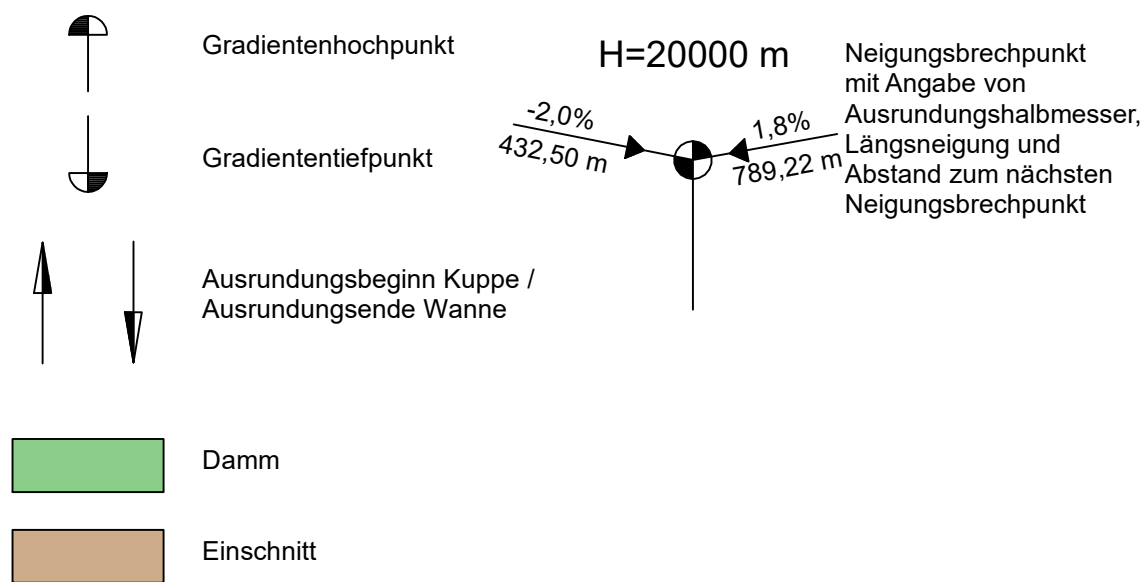 Gradientenhochpunkt
Gradiententiefpunkt
Ausrundungsbeginn Kuppe /
Ausrundungsende Wanne
Damm
Einschnitt
H=20000 m
-2,0%
432,50 m
1,8%
789,22 m
Neigungsbrechpunkt
mit Angabe von
Ausrundungshalbmesser,
Längsneigung und
Abstand zum nächsten
Neigungsbrechpunkt